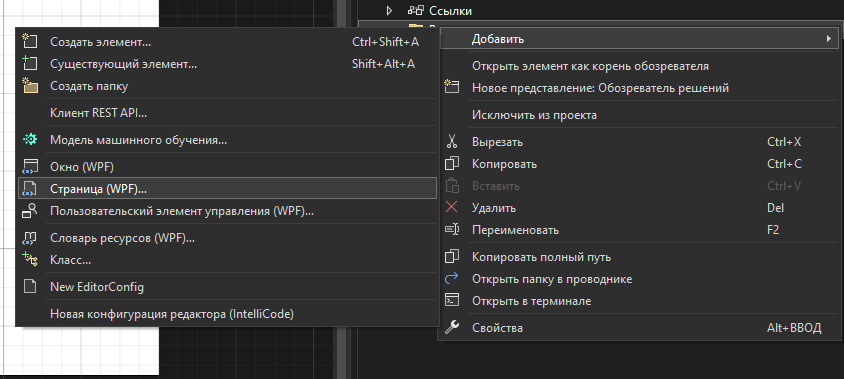 Ссылки
Создать элемент... Ctrl+Shift+A
Существующий элемент... Shift+Alt+A
Создать папку
Клиент REST API...
Модель машинного обучения...
Окно (WPF)
Страница (WPF)...
Пользовательский элемент управления (WPF)...
Словарь ресурсов (WPF)...
Класс...
New EditorConfig
Новая конфигурация редактора (IntelliCode)
Добавить
Открыть элемент как корень обозревателя
Новое представление: Обозреватель решений
Исключить из проекта
Вырезать Ctrl+X
Копировать Ctrl+C
Вставить Ctrl+V
Удалить Del
Переименовать F2
Копировать полный путь
Открыть папку в проводнике
Открыть в терминале
Свойства Alt+ВВОД